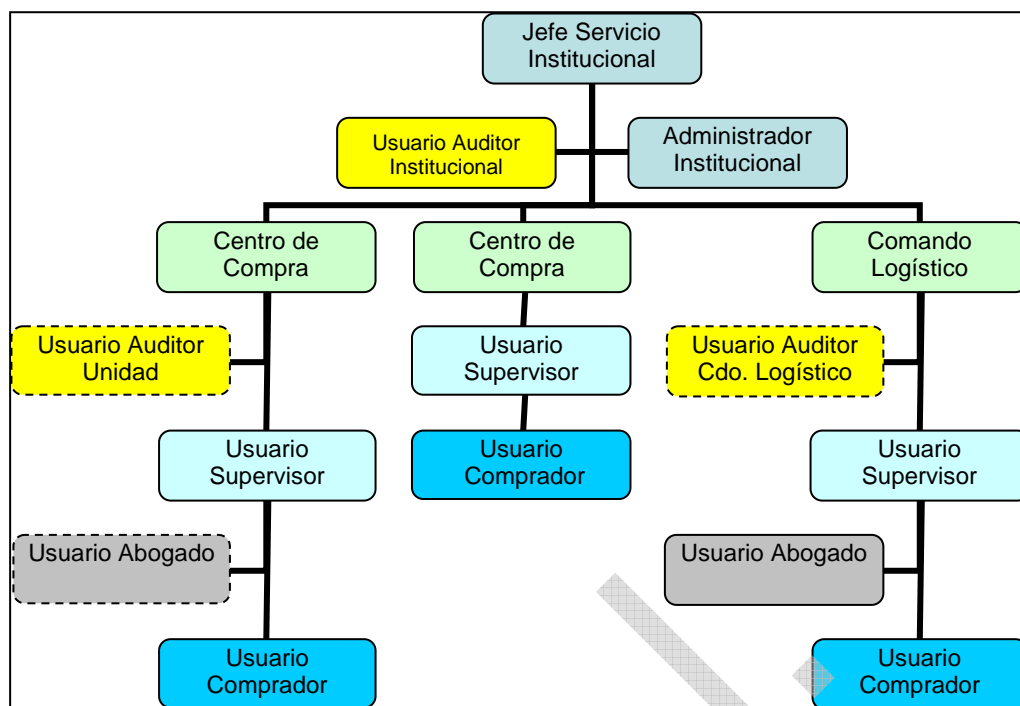 Jefe Servicio
Institucional
Usuario Auditor
Institucional
Administrador
Institucional
Centro de
Compra
Centro de
Compra
Comando
Logístico
Usuario Auditor
Unidad
Usuario
Supervisor
Usuario Auditor
Cdo. Logístico
Usuario
Supervisor
Usuario
Comprador
Usuario
Supervisor
Usuario Abogado
Usuario Abogado
Usuario
Comprador
Usuario
Comprador